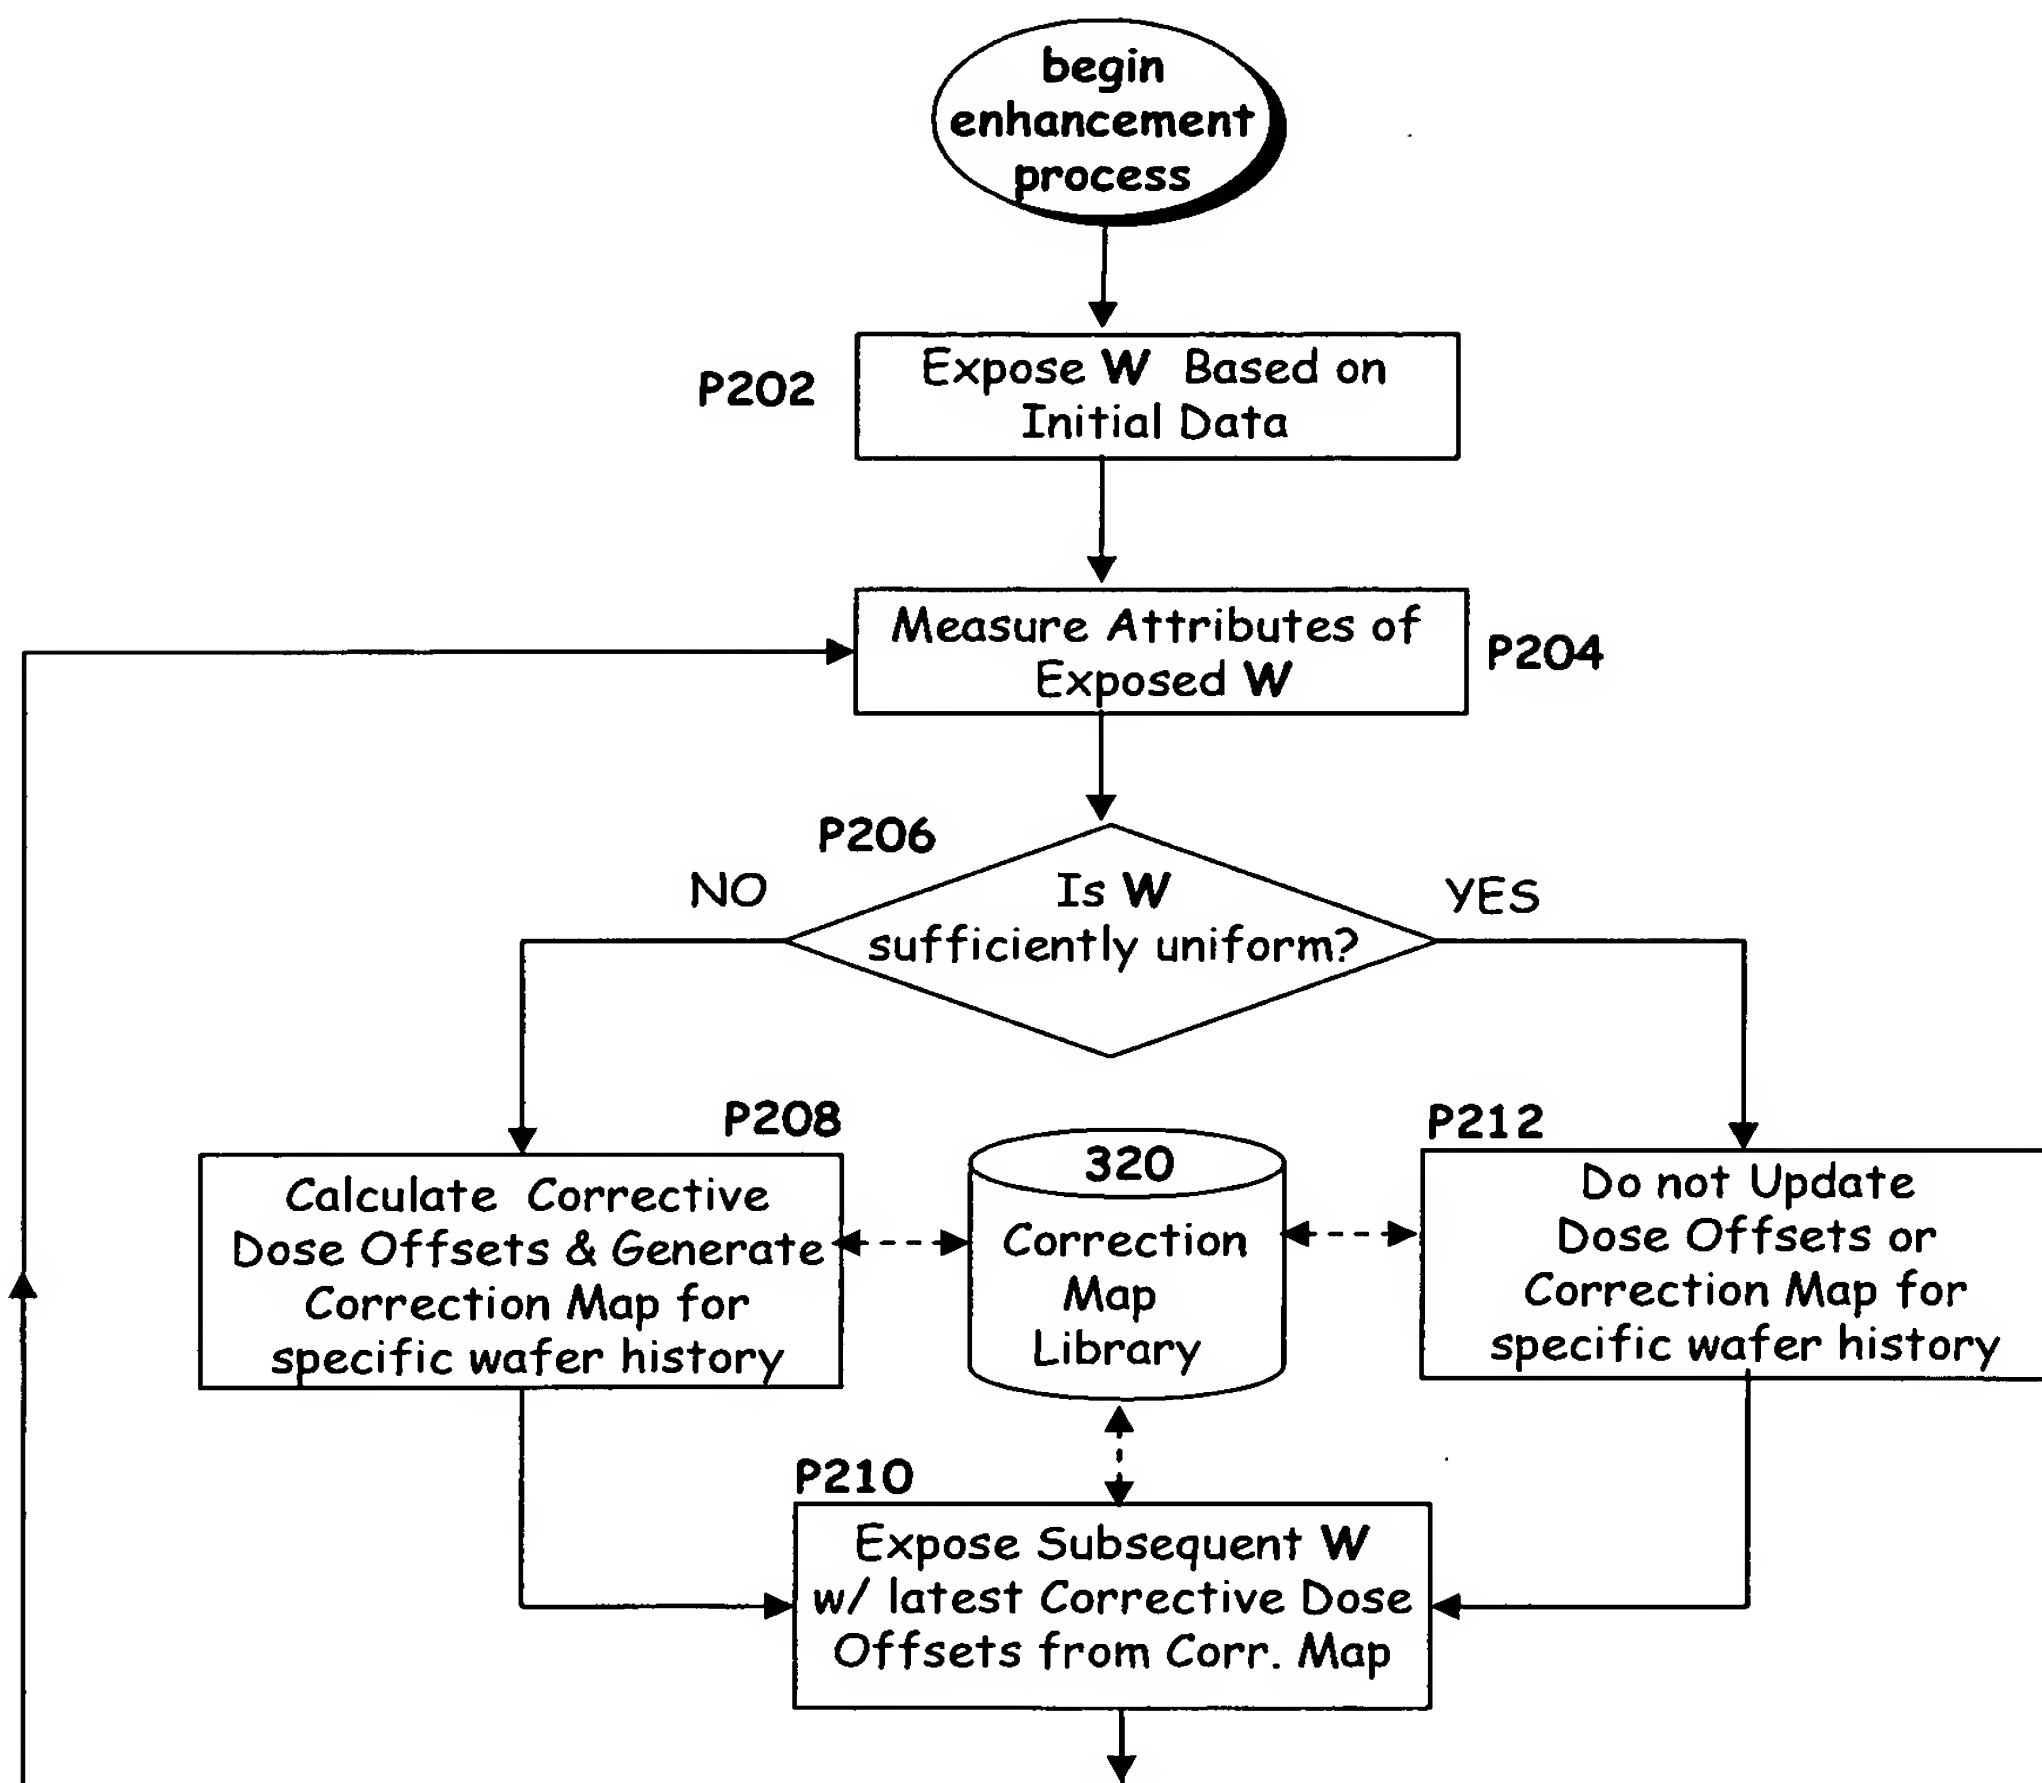 begin
enhancement
process
P202
Expose W Based on
Initial Data
Measure Attributes of
Exposed W
P204
P206
NO
Is W
sufficiently uniform?
YES
P208
Calculate Corrective
Dose Offsets & Generate
Correction Map for
specific wafer history
320
Correction
Map
Library
P212
Do not Update
Dose Offsets or
Correction Map for
specific wafer history
P210
Expose Subsequent W
w/ latest Corrective Dose
Offsets from Corr. Map